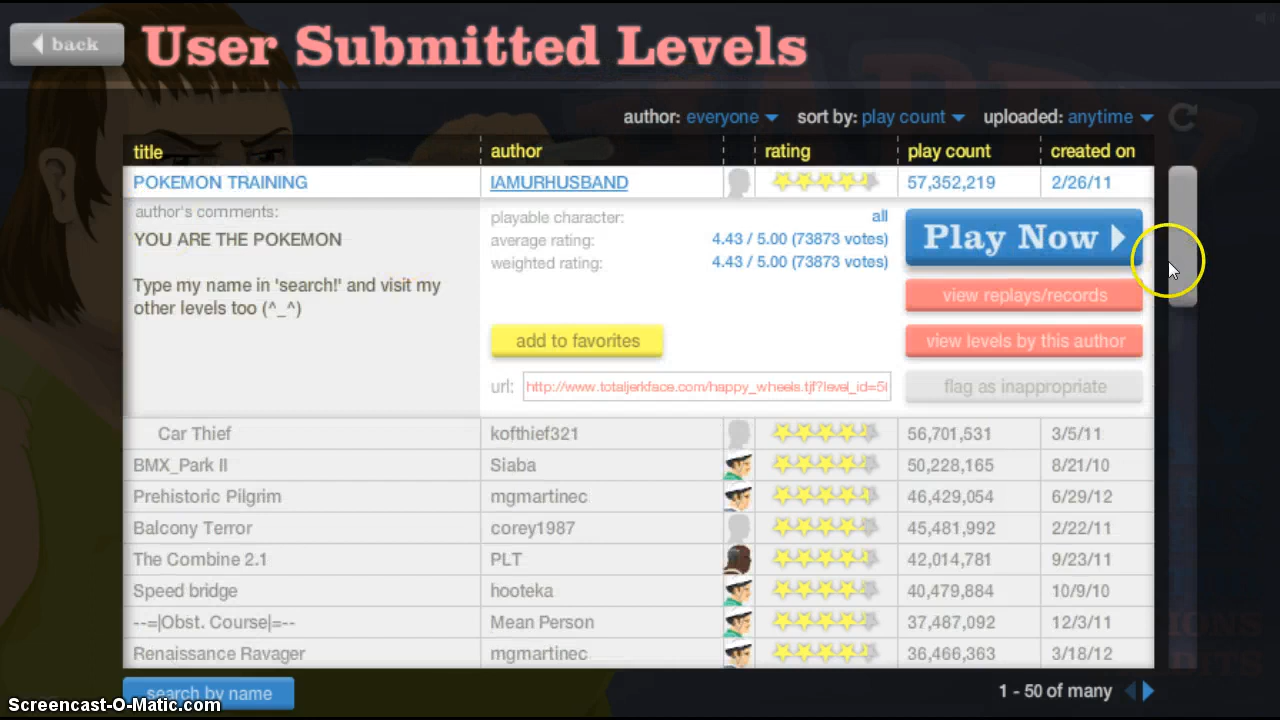 back
User Submitted Levels
author: everyone sort by: play count uploaded: anytime
title author rating play count created on
POKEMON TRAINING IAMURHUSBAND 57,352,219 2/26/11
author's comments:
YOU ARE THE POKEMON
Type my name in 'search!' and visit my
other levels too (^_^)
playable character: all
average rating: 4.43 / 5.00 (73873 votes)
weighted rating: 4.43 / 5.00 (73873 votes)
add to favorites
url: http://www.totaljerkface.com/happy_wheels.tjf?level_id=5
Play Now
view replays/records
view levels by this author
flag as inappropriate
Car Thief kofthief321 56,701,531 3/5/11
BMX_Park II Siaba 50,228,165 8/21/10
Prehistoric Pilgrim mgmartinec 46,429,054 6/29/12
Balcony Terror corey1987 45,481,992 2/22/11
The Combine 2.1 PLT 42,014,781 9/23/11
Speed bridge hooteka 40,479,884 10/9/10
--=|Obst. Course|=-- Mean Person 37,487,092 12/3/11
Renaissance Ravager mgmartinec 36,466,363 3/18/12
search by name
1 - 50 of many
Screencast-O-Matic.com